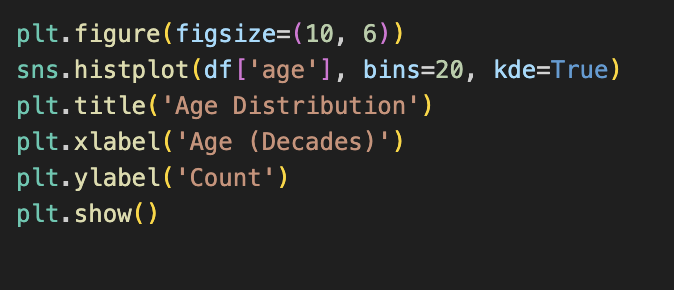 plt.figure(figsize=(10, 6))
sns.histplot(df['age'], bins=20, kde=True)
plt.title('Age Distribution')
plt.xlabel('Age (Decades)')
plt.ylabel('Count')
plt.show()